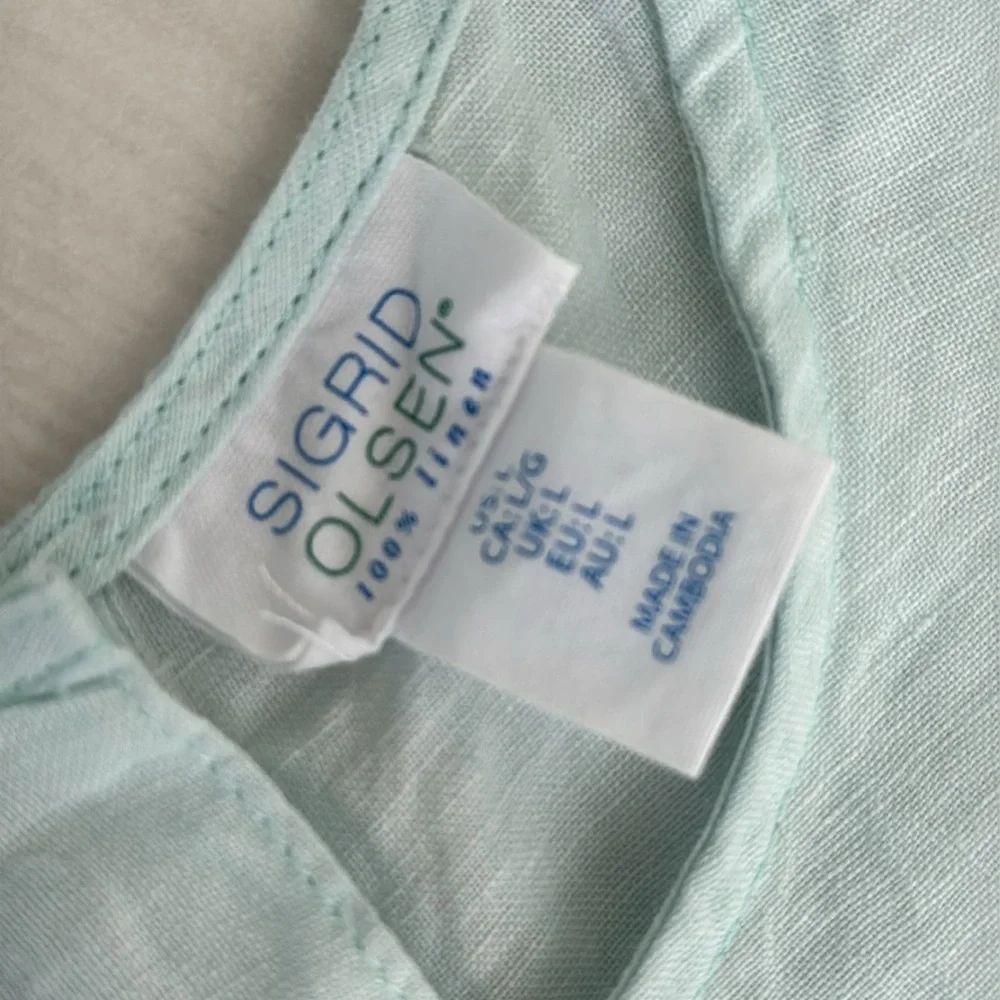 SIGRID
OLSEN®
100% linen
US: L
CA: L/G
UK: L
EU: L
AU: L
MADE IN
CAMBODIA